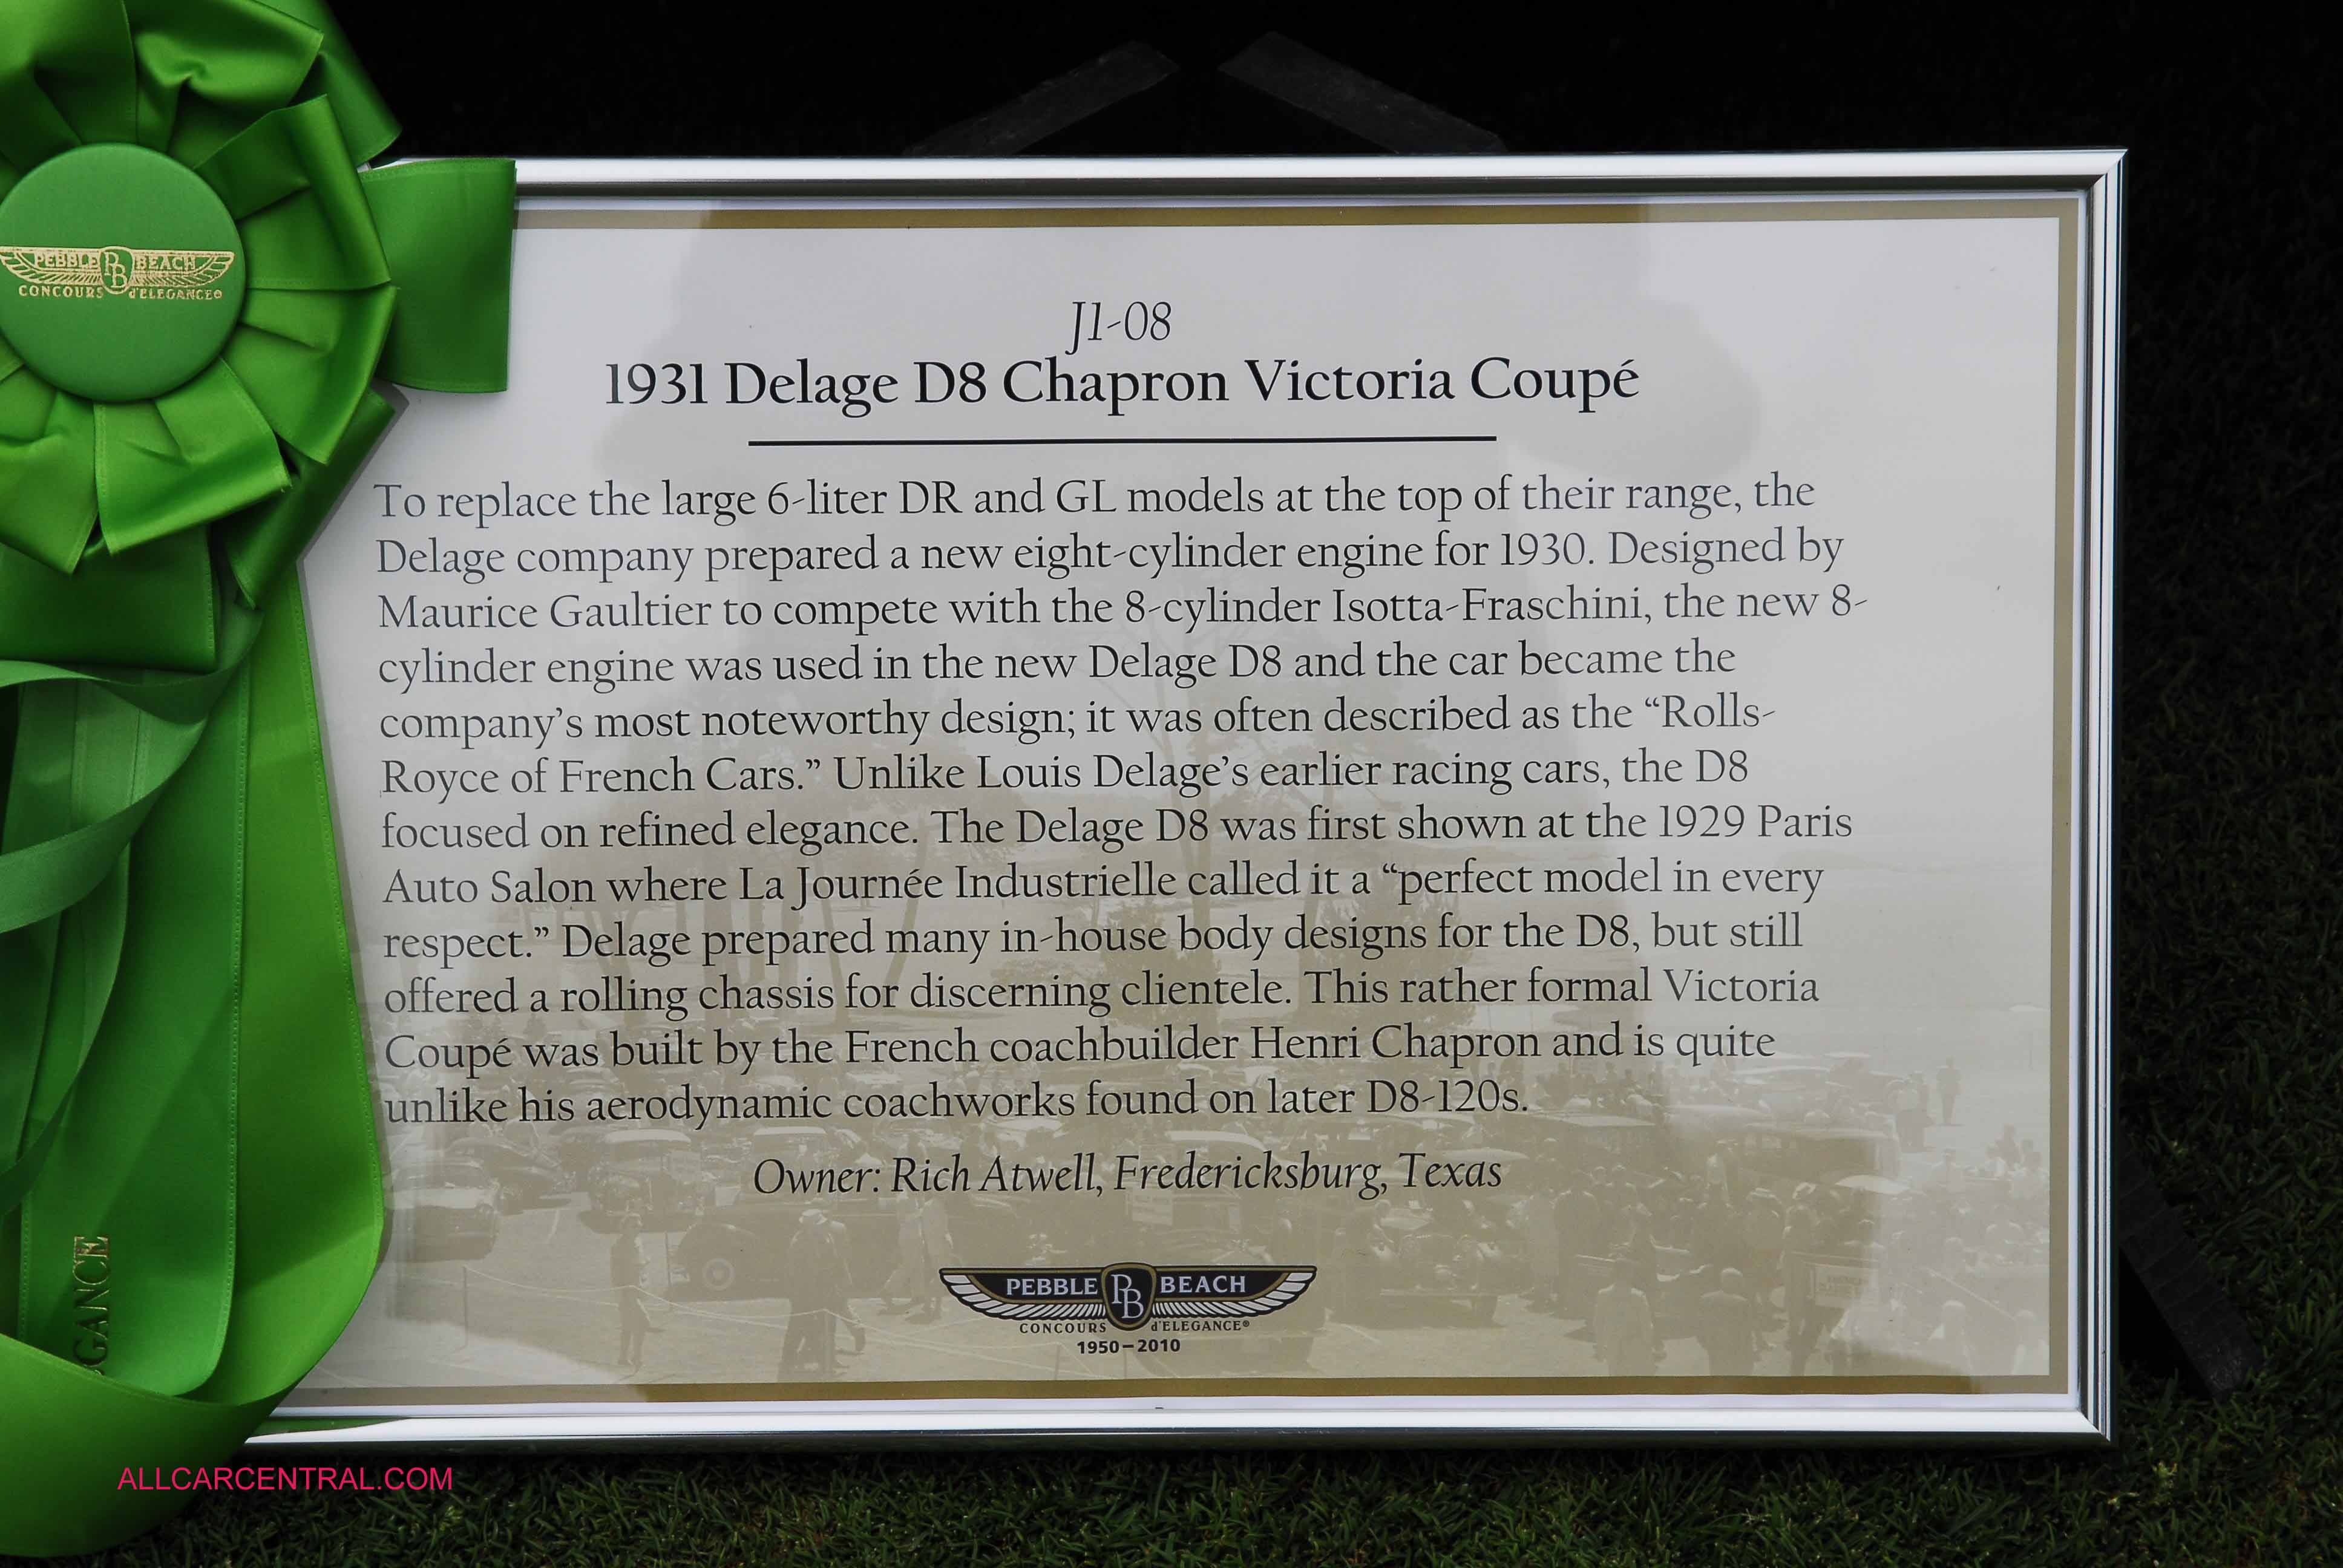 PEBBLE PB BEACH
CONCOURS d'ELEGANCE®
J1-08
1931 Delage D8 Chapron Victoria Coupé
To replace the large 6-liter DR and GL models at the top of their range, the
Delage company prepared a new eight-cylinder engine for 1930. Designed by
Maurice Gaultier to compete with the 8-cylinder Isotta-Fraschini, the new 8-
cylinder engine was used in the new Delage D8 and the car became the
company's most noteworthy design; it was often described as the “Rolls-
Royce of French Cars.” Unlike Louis Delage's earlier racing cars, the D8
focused on refined elegance. The Delage D8 was first shown at the 1929 Paris
Auto Salon where La Journée Industrielle called it a “perfect model in every
respect.” Delage prepared many in-house body designs for the D8, but still
offered a rolling chassis for discerning clientele. This rather formal Victoria
Coupé was built by the French coachbuilder Henri Chapron and is quite
unlike his aerodynamic coachworks found on later D8-120s.
Owner: Rich Atwell, Fredericksburg, Texas
PEBBLE PB BEACH
CONCOURS d'ELEGANCE®
1950–2010
GANCE
ALLCARCENTRAL.COM